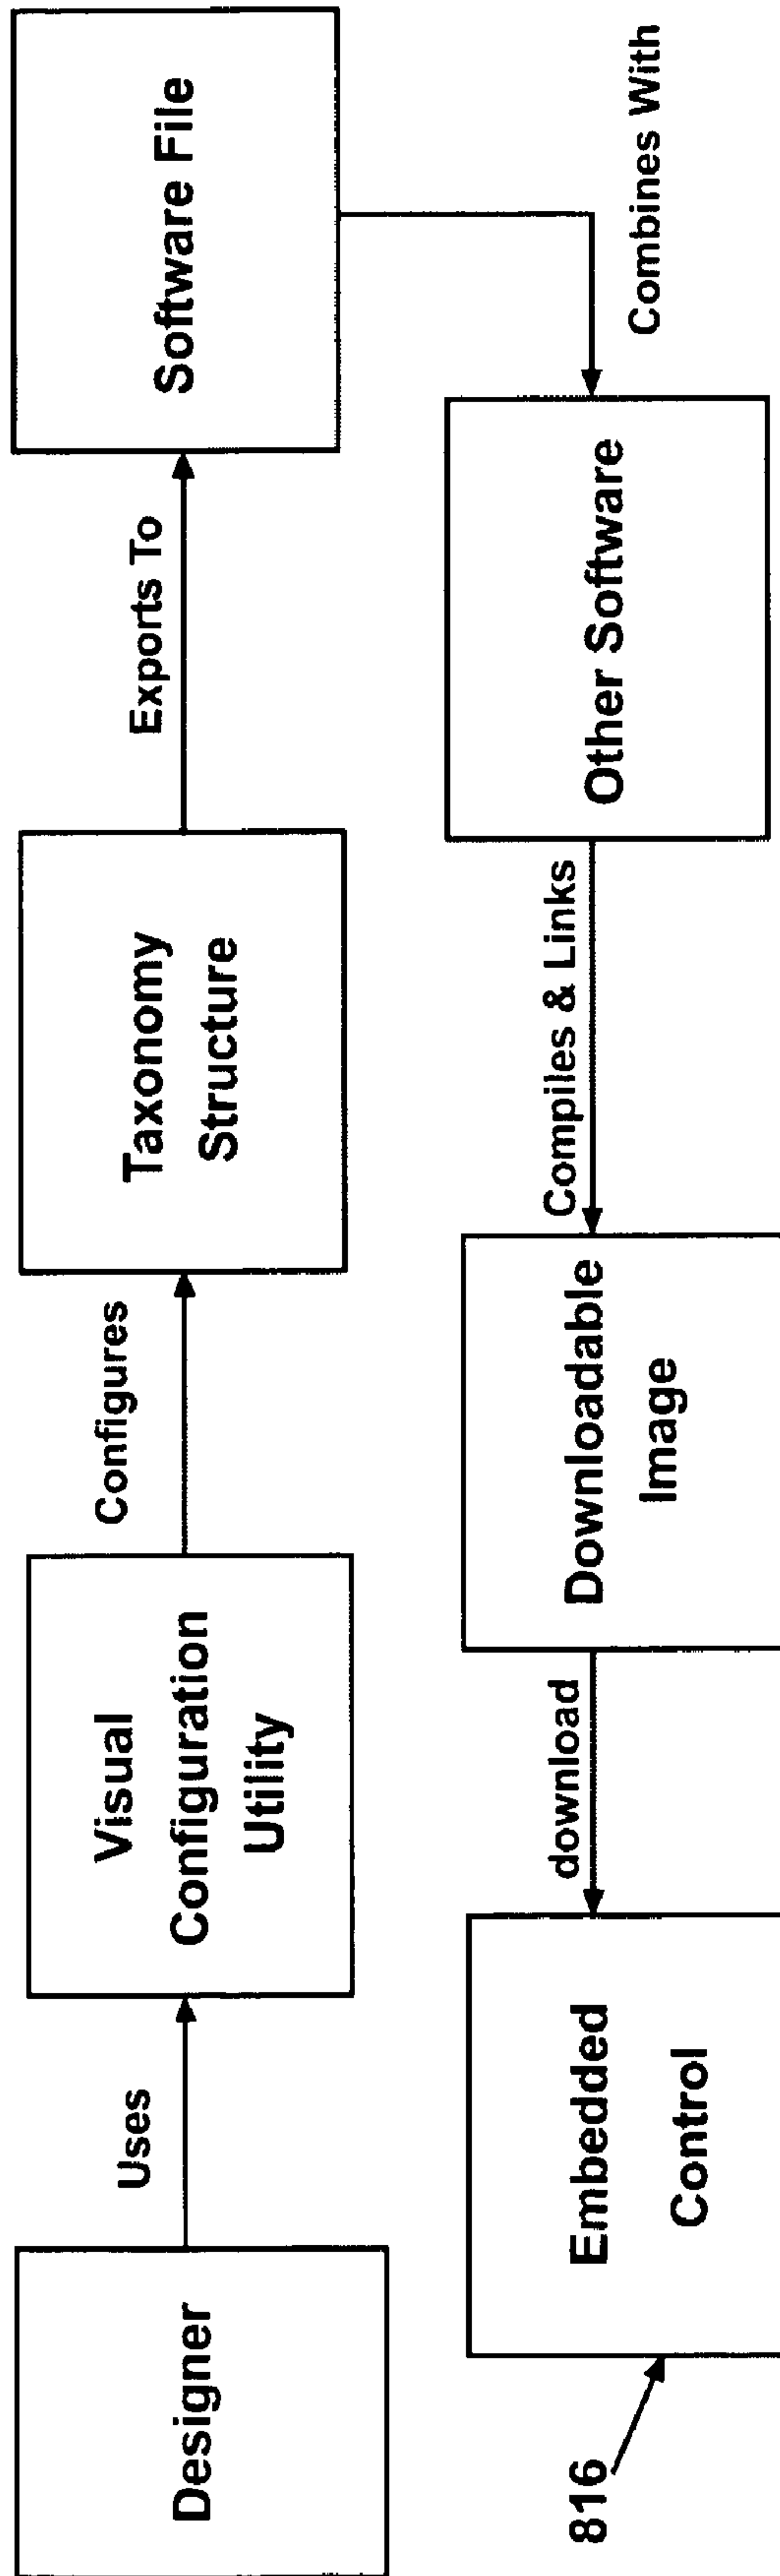 Designer
Uses
Visual
Configuration
Utility
Configures
Taxonomy
Structure
Exports To
Software File
Combines With
Other Software
Compiles & Links
Downloadable
Image
download
Embedded
Control
816